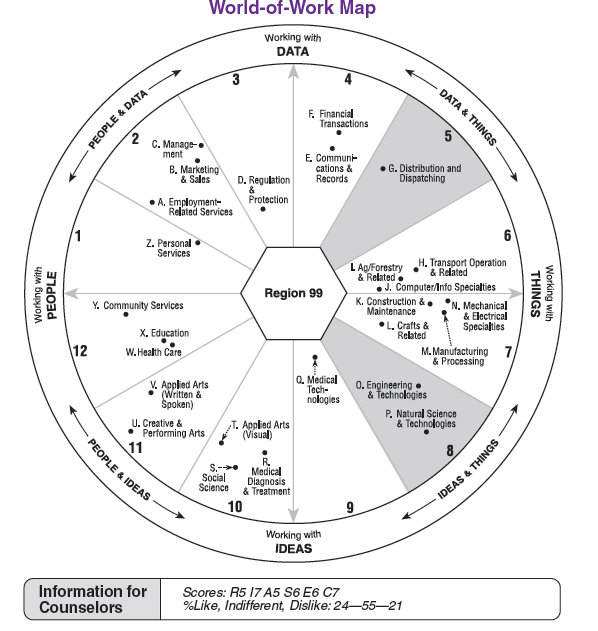 World-of-Work Map
Working with
DATA
3
4
PEOPLE & DATA
DATA & THINGS
2
5
F. Financial
Transactions
C. Manage-
ment
B. Marketing
& Sales
E. Communi-
cations &
Records
G. Distribution and
Dispatching
D. Regulation
&
Protection
A. Employment-
Related Services
1
6
Z. Personal
Services
H. Transport Operation
& Related
I. Ag/Forestry
& Related
J. Computer/Info Specialties
Working with
PEOPLE
Region 99
Working with
THINGS
Y. Community Services
K. Construction &
Maintenance
N. Mechanical
& Electrical
Specialties
X. Education
W. Health Care
L. Crafts &
Related
12
7
M. Manufacturing
& Processing
Q. Medical
Tech-
nologies
O. Engineering
& Technologies
V. Applied Arts
(Written &
Spoken)
P. Natural Science
& Technologies
U. Creative &
Performing Arts
T. Applied Arts
(Visual)
11
8
S.
Social
Science
R.
Medical
Diagnosis
& Treatment
PEOPLE & IDEAS
IDEAS & THINGS
10
9
Working with
IDEAS
Information for
Counselors
Scores: R5 I7 A5 S6 E6 C7
%Like, Indifferent, Dislike: 24—55—21